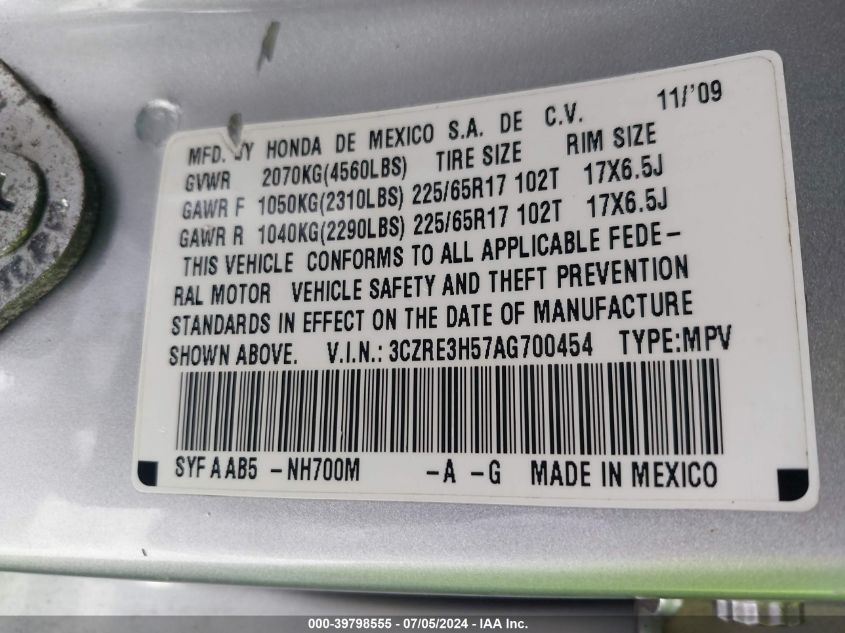 MFD. BY HONDA DE MEXICO S.A. DE C.V. 11/'09
GVWR 2070KG(4560LBS) TIRE SIZE RIM SIZE
GAWR F 1050KG(2310LBS) 225/65R17 102T 17X6.5J
GAWR R 1040KG(2290LBS) 225/65R17 102T 17X6.5J
THIS VEHICLE CONFORMS TO ALL APPLICABLE FEDE-
RAL MOTOR VEHICLE SAFETY AND THEFT PREVENTION
STANDARDS IN EFFECT ON THE DATE OF MANUFACTURE
SHOWN ABOVE. V.I.N.: 3CZRE3H57AG700454 TYPE:MPV
SYF A AB5 -NH700M -A -G MADE IN MEXICO
000-39798555 - 07/05/2024 - IAA Inc.